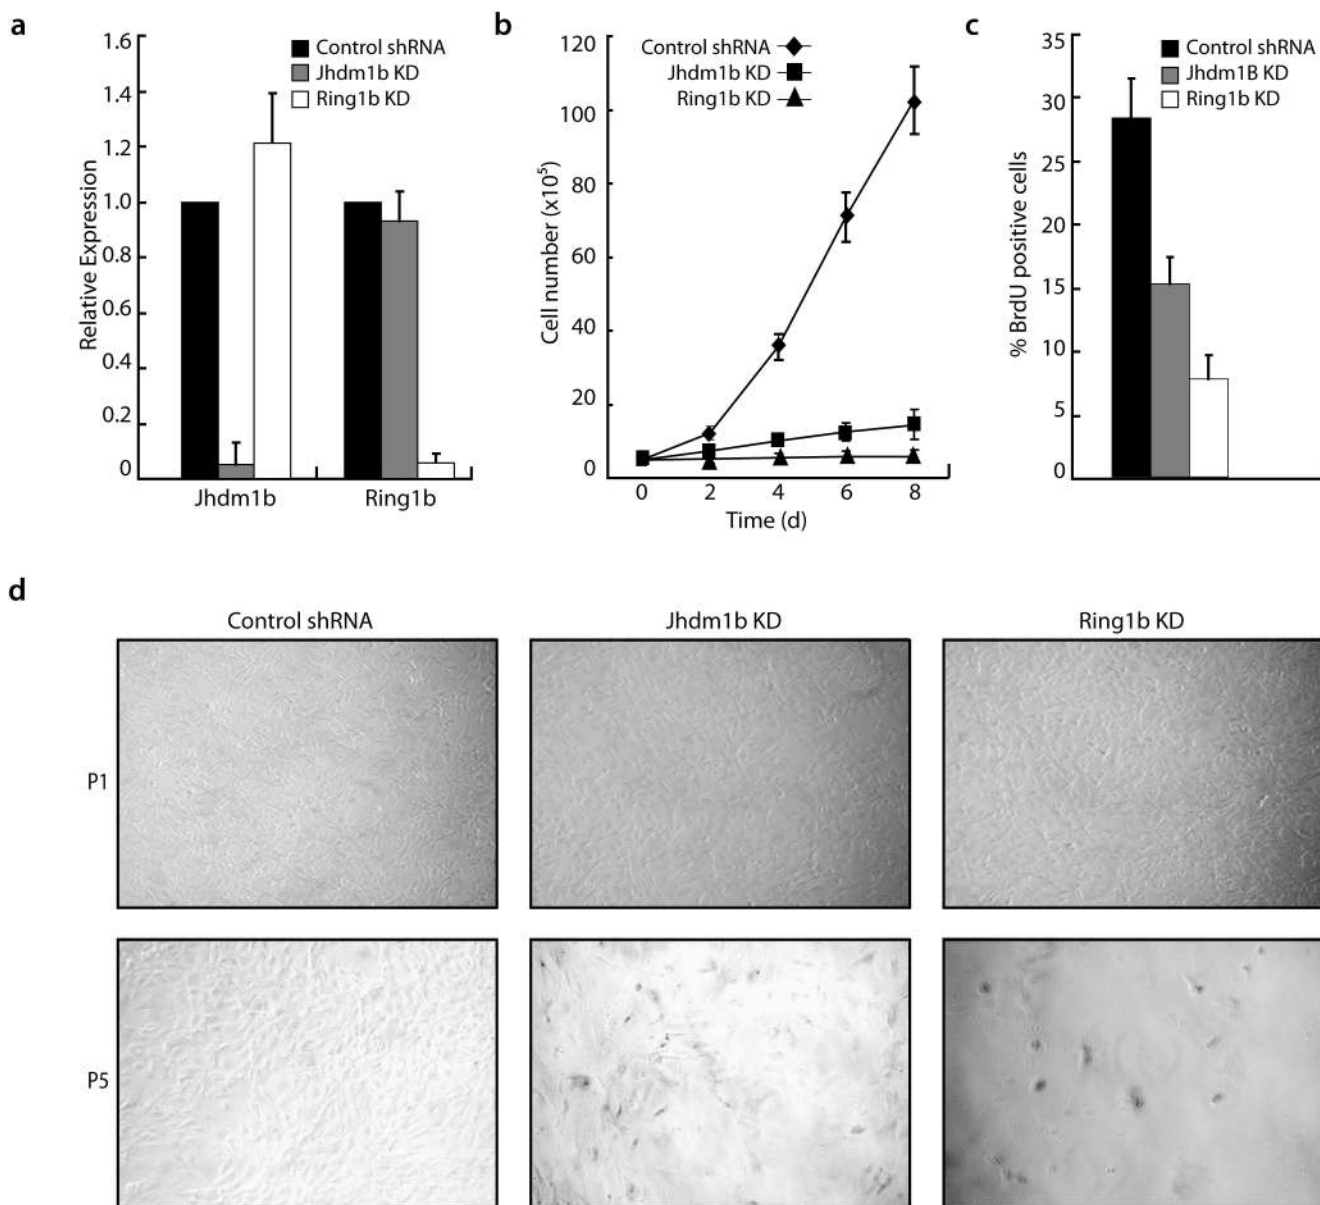 a
1.6
1.4
1.2
1.0
0.8
0.6
0.4
0.2
0
Relative Expression
Control shRNA
Jhdm1b KD
Ring1b KD
Jhdm1b
Ring1b
b
120
100
80
60
40
20
0
Cell number (x10⁵)
Control shRNA
Jhdm1b KD
Ring1b KD
0 2 4 6 8
Time (d)
c
35
30
25
20
15
10
5
0
% BrdU positive cells
Control shRNA
Jhdm1B KD
Ring1b KD
d
Control shRNA
Jhdm1b KD
Ring1b KD
P1
P5